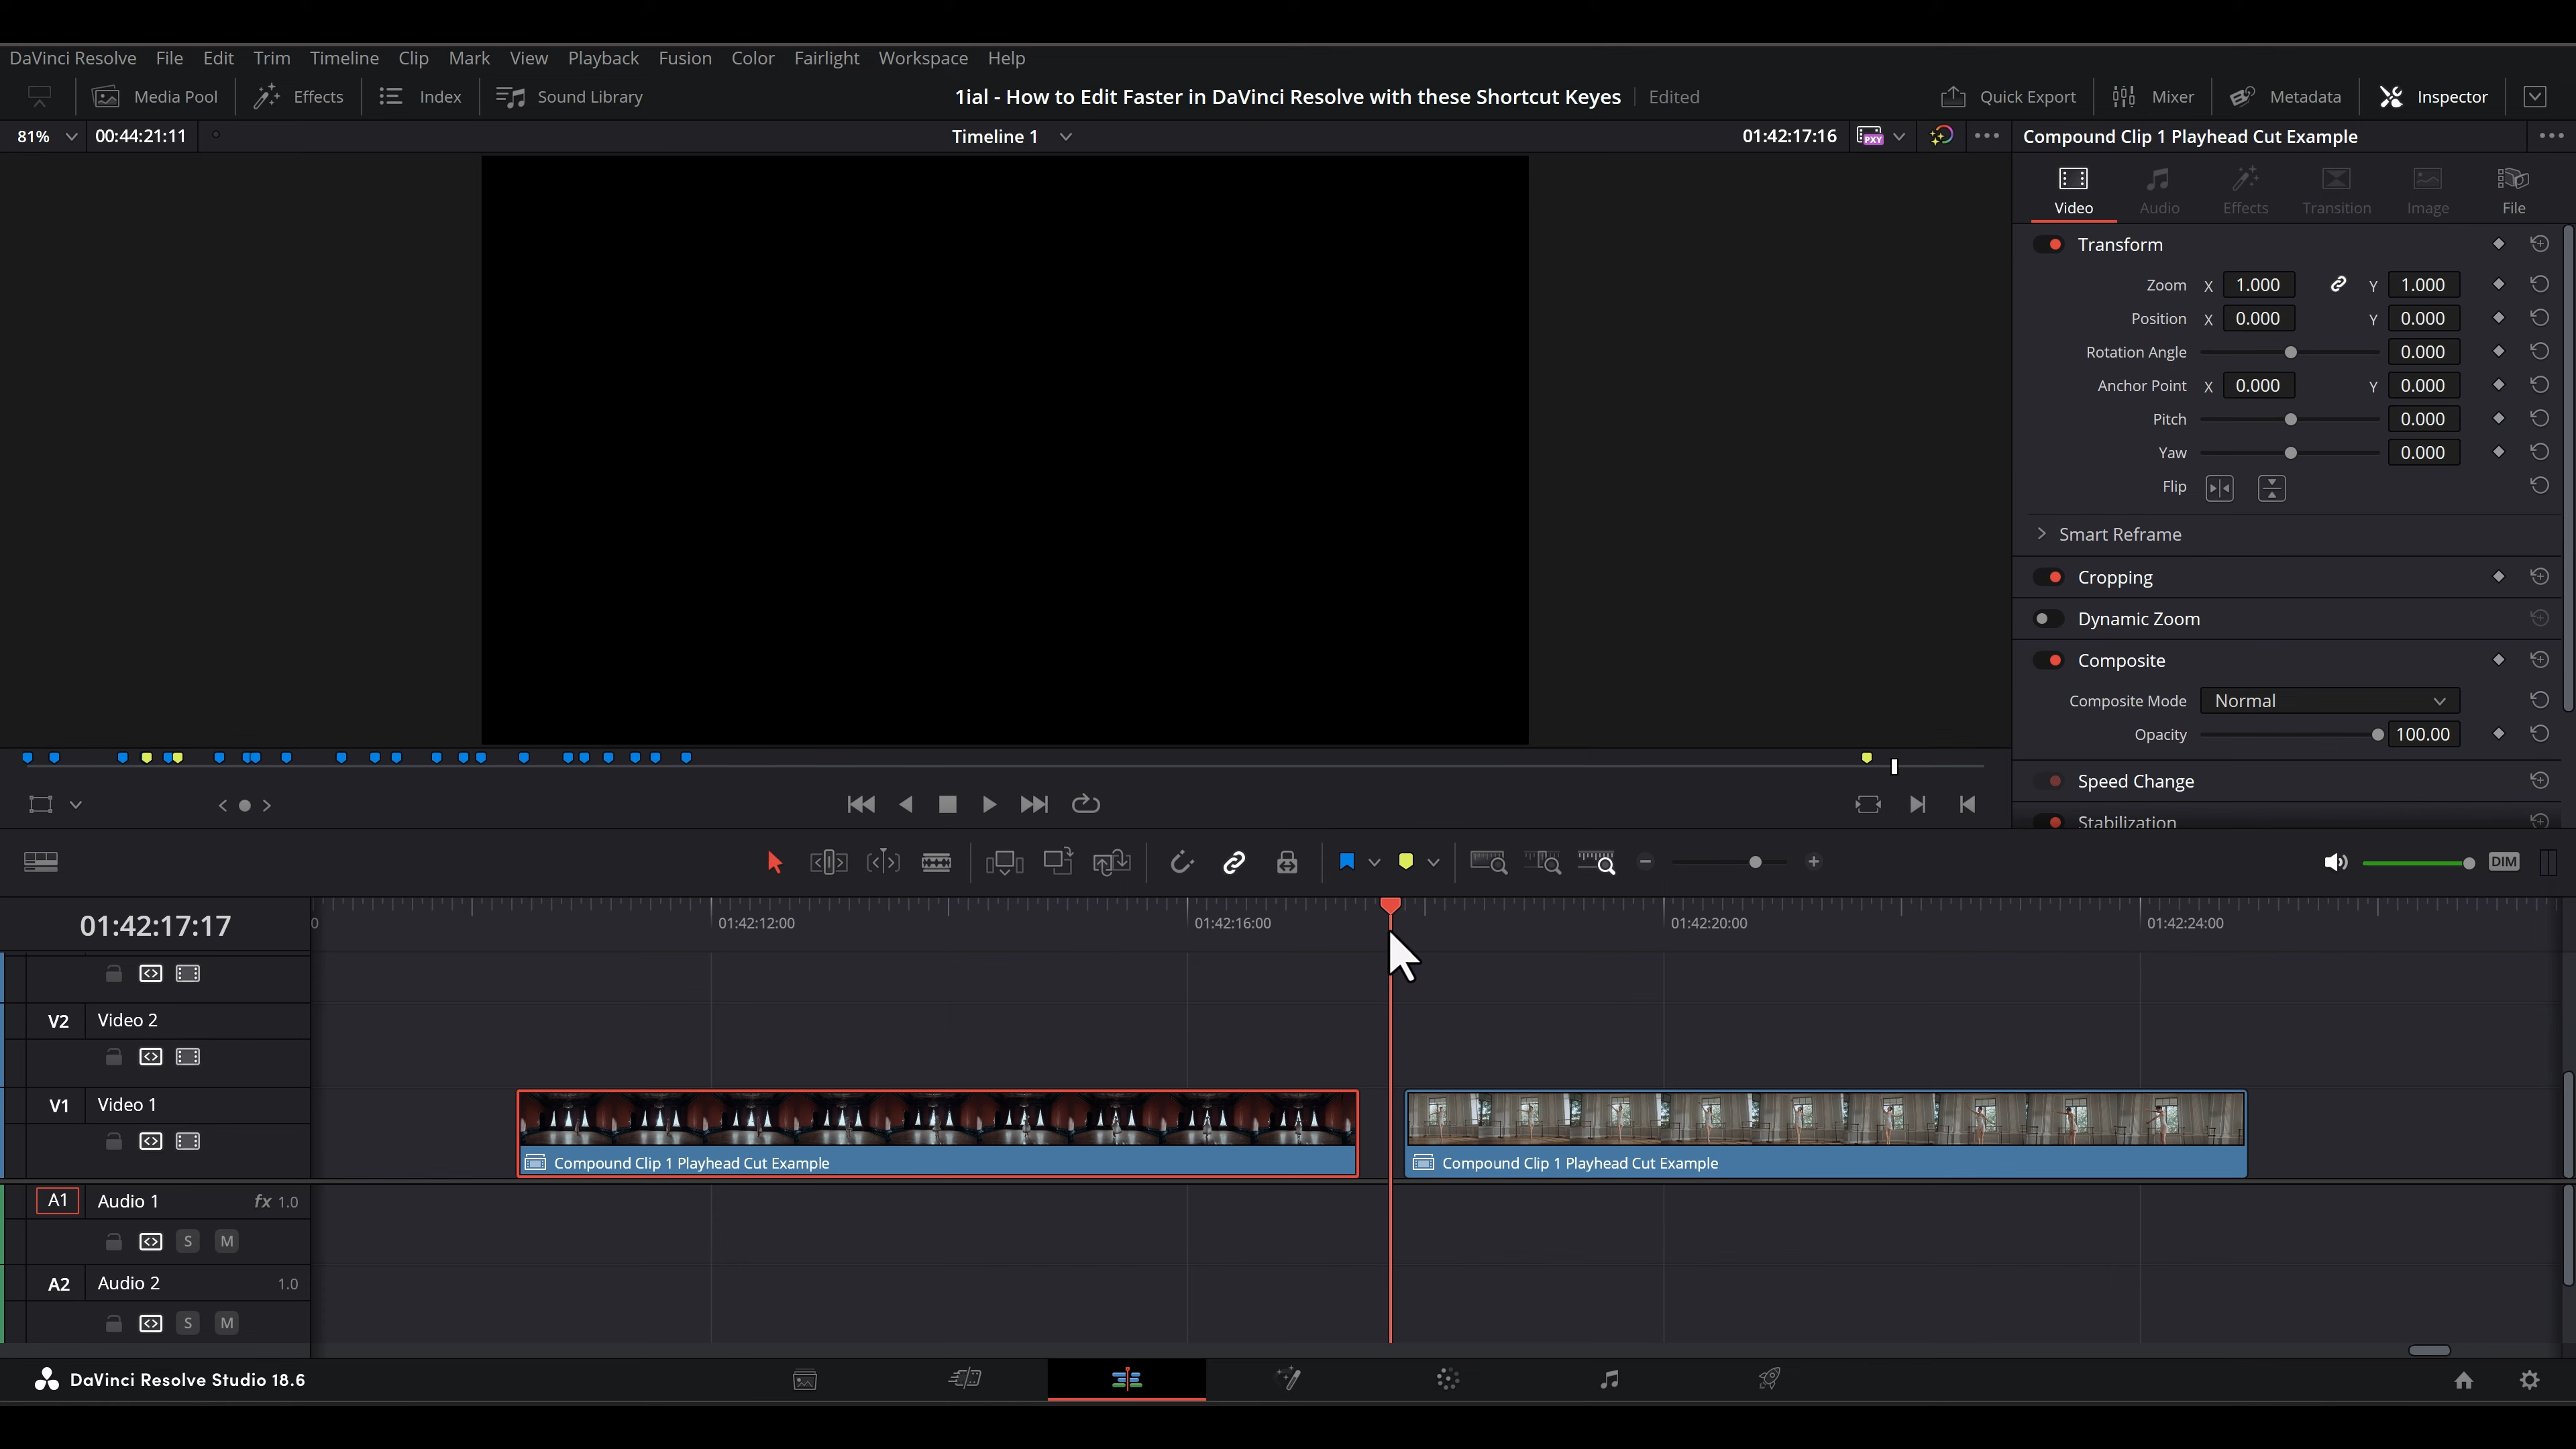 DaVinci Resolve File Edit Trim Timeline Clip Mark View Playback Fusion Color Fairlight Workspace Help
Media Pool Effects Index Sound Library 1ial - How to Edit Faster in DaVinci Resolve with these Shortcut Keyes Edited Quick Export Mixer Metadata Inspector
81% 00:44:21:11 Timeline 1 01:42:17:16 PXY Compound Clip 1 Playhead Cut Example
Video Audio Effects Transition Image File
Transform
Zoom X 1.000 Y 1.000
Position X 0.000 Y 0.000
Rotation Angle 0.000
Anchor Point X 0.000 Y 0.000
Pitch 0.000
Yaw 0.000
Flip
Smart Reframe
Cropping
Dynamic Zoom
Composite
Composite Mode Normal
Opacity 100.00
Speed Change
Stabilization
DIM
01:42:17:17 0 01:42:12:00 01:42:16:00 01:42:20:00 01:42:24:00
V2 Video 2
V1 Video 1
Compound Clip 1 Playhead Cut Example Compound Clip 1 Playhead Cut Example
A1 Audio 1 fx 1.0
S M
A2 Audio 2 1.0
S M
DaVinci Resolve Studio 18.6